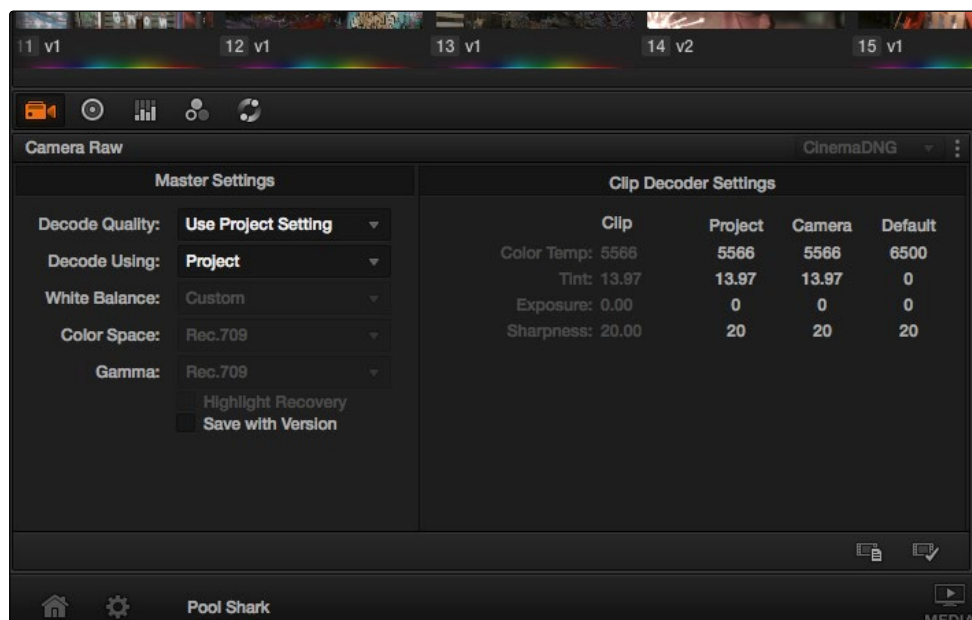 11 v1
12 v1
13 v1
14 v2
15 v1
Camera Raw
CinemaDNG
Master Settings
Decode Quality: Use Project Setting
Decode Using: Project
White Balance: Custom
Color Space: Rec.709
Gamma: Rec.709
Highlight Recovery
Save with Version
Clip Decoder Settings
Clip Project Camera Default
Color Temp: 5566 5566 5566 6500
Tint: 13.97 13.97 13.97 0
Exposure: 0.00 0 0 0
Sharpness: 20.00 20 20 20
Pool Shark
MEDIA